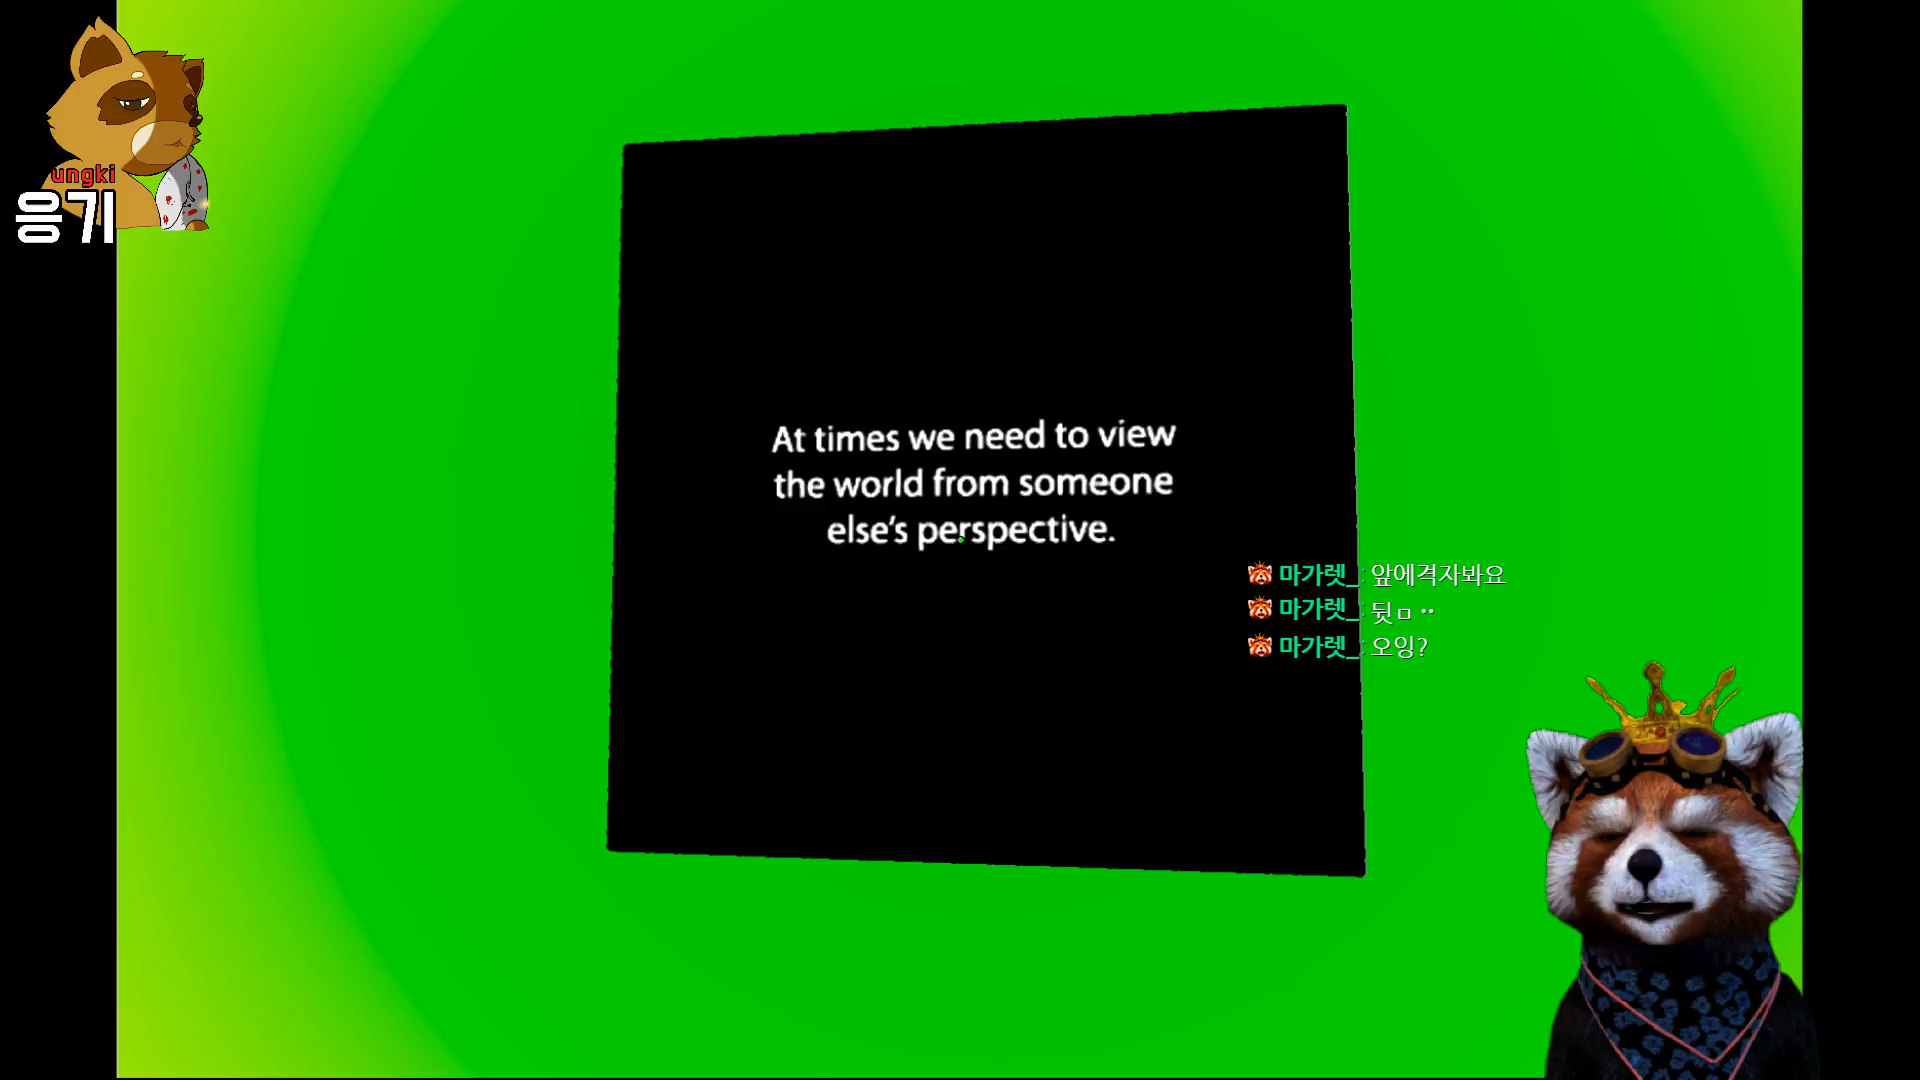 ungki
응기
At times we need to view
the world from someone
else's perspective.
마가렛_: 앞에격자봐요
마가렛_: 뒷ㅁ··
마가렛_: 오잉?